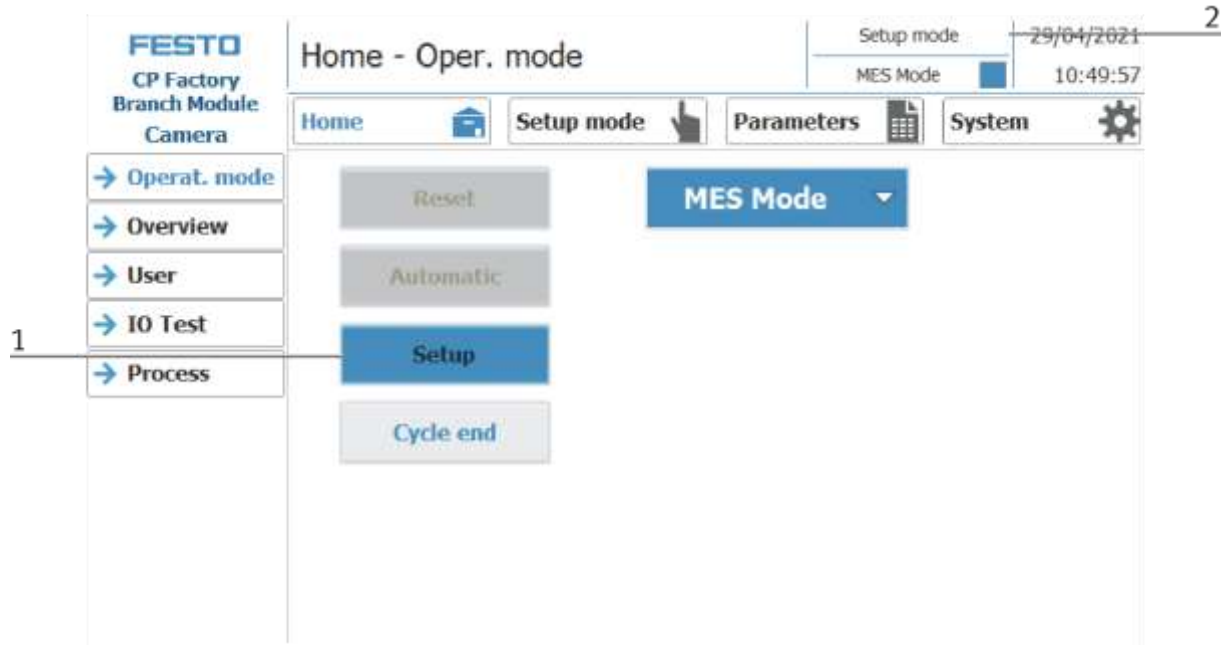 2
FESTO
CP Factory
Branch Module
Camera
Home - Oper. mode
Setup mode
29/04/2021
MES Mode
10:49:57
Home
Setup mode
Parameters
System
Operat. mode
Overview
User
IO Test
Process
Reset
MES Mode
Automatic
1
Setup
Cycle end